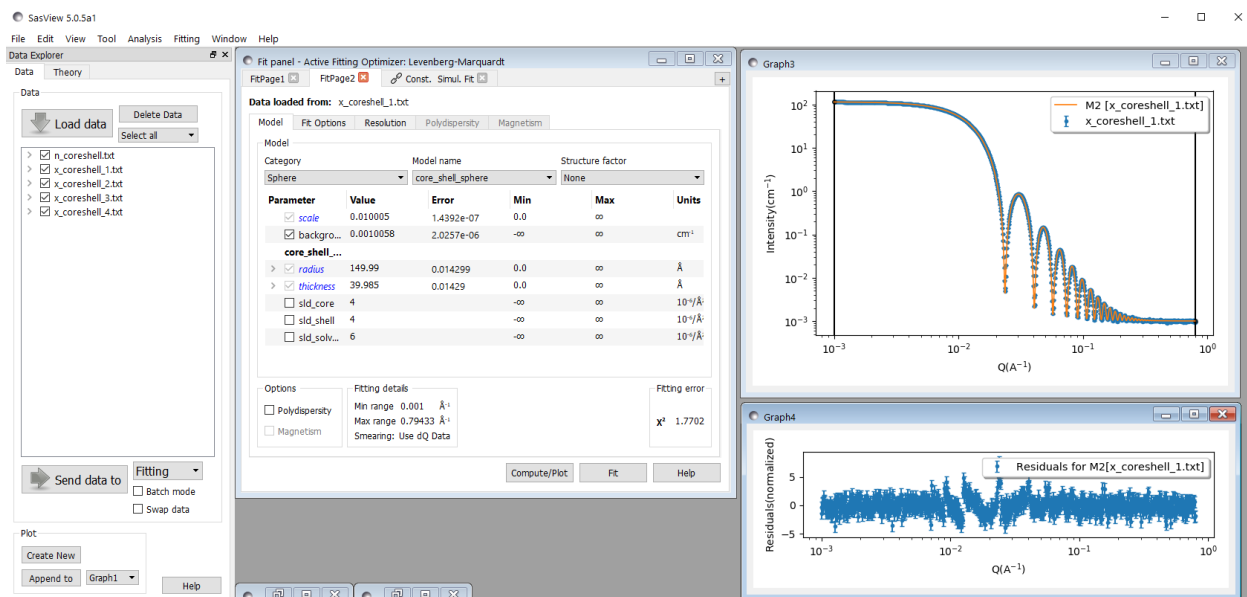 SasView 5.0.5a1
File Edit View Tool Analysis Fitting Window Help
Data Explorer
Data Theory
Data
Load data
Delete Data
Select all
n_coreshell.txt
x_coreshell_1.txt
x_coreshell_2.txt
x_coreshell_3.txt
x_coreshell_4.txt
Send data to
Fitting
Batch mode
Swap data
Plot
Create New
Append to
Graph1
Help
Fit panel - Active Fitting Optimizer: Levenberg-Marquardt
FitPage1 FitPage2 Const. Simul. Fit +
Data loaded from: x_coreshell_1.txt
Model Fit Options Resolution Polydispersity Magnetism
Model
Category Model name Structure factor
Sphere core_shell_sphere None
Parameter Value Error Min Max Units
scale 0.010005 1.4392e-07 0.0 ∞
backgro... 0.0010058 2.0257e-06 -∞ ∞ cm⁻¹
core_shell_...
radius 149.99 0.014299 0.0 ∞ Å
thickness 39.985 0.01429 0.0 ∞ Å
sld_core 4 -∞ ∞ 10⁻⁶/Å²
sld_shell 4 -∞ ∞ 10⁻⁶/Å²
sld_solv... 6 -∞ ∞ 10⁻⁶/Å²
Options
Polydispersity
Magnetism
Fitting details
Min range 0.001 Å⁻¹
Max range 0.79433 Å⁻¹
Smearing: Use dQ Data
Fitting error
χ² 1.7702
Compute/Plot Fit Help
Graph3
M2 [x_coreshell_1.txt]
x_coreshell_1.txt
Intensity(cm⁻¹)
10²
10¹
10⁰
10⁻¹
10⁻²
10⁻³
10⁻³ 10⁻² 10⁻¹ 10⁰
Q(A⁻¹)
Graph4
Residuals for M2[x_coreshell_1.txt]
Residuals(normalized)
5
0
−5
10⁻³ 10⁻² 10⁻¹ 10⁰
Q(A⁻¹)